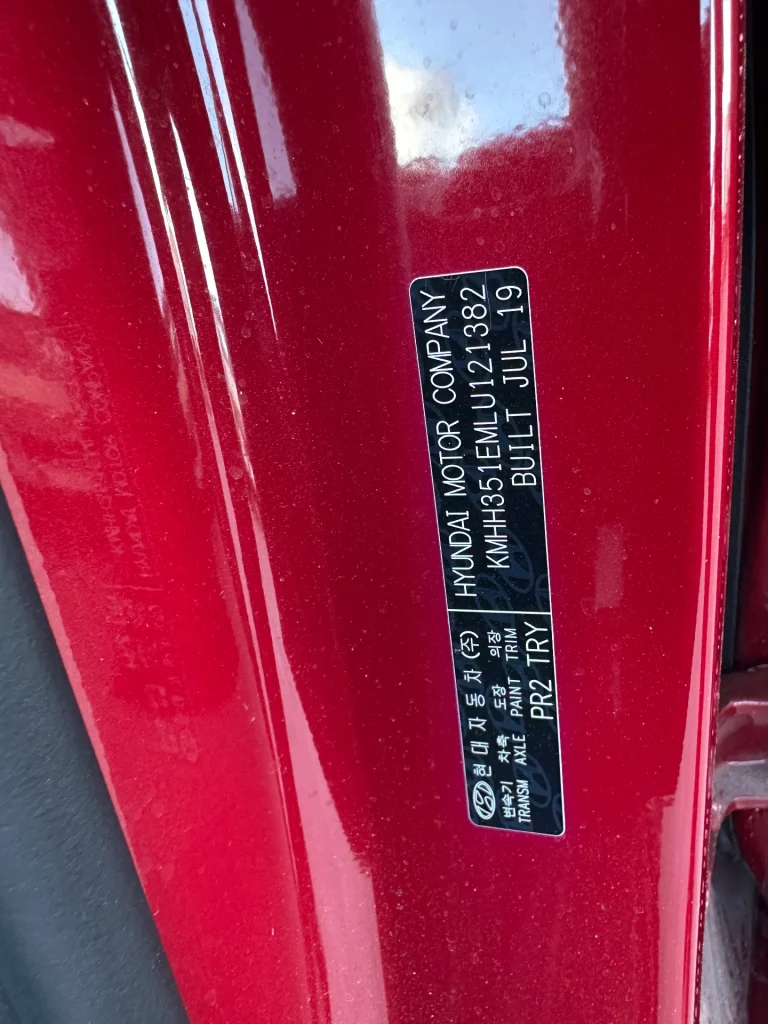 현 대 자 동 차 (주)
변속기 차축 도장 의장
TRANSM AXLE PAINT TRIM
PR2 TRY
HYUNDAI MOTOR COMPANY
KMHH351EMLU121382
BUILT JUL 19